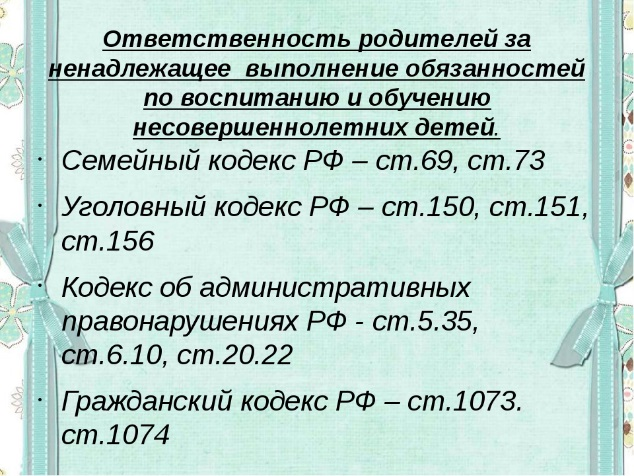 Ответственность родителей за
ненадлежащее выполнение обязанностей
по воспитанию и обучению
несовершеннолетних детей.
· Семейный кодекс РФ – ст.69, ст.73
· Уголовный кодекс РФ – ст.150, ст.151,
ст.156
· Кодекс об административных
правонарушениях РФ - ст.5.35,
ст.6.10, ст.20.22
· Гражданский кодекс РФ – ст.1073.
ст.1074